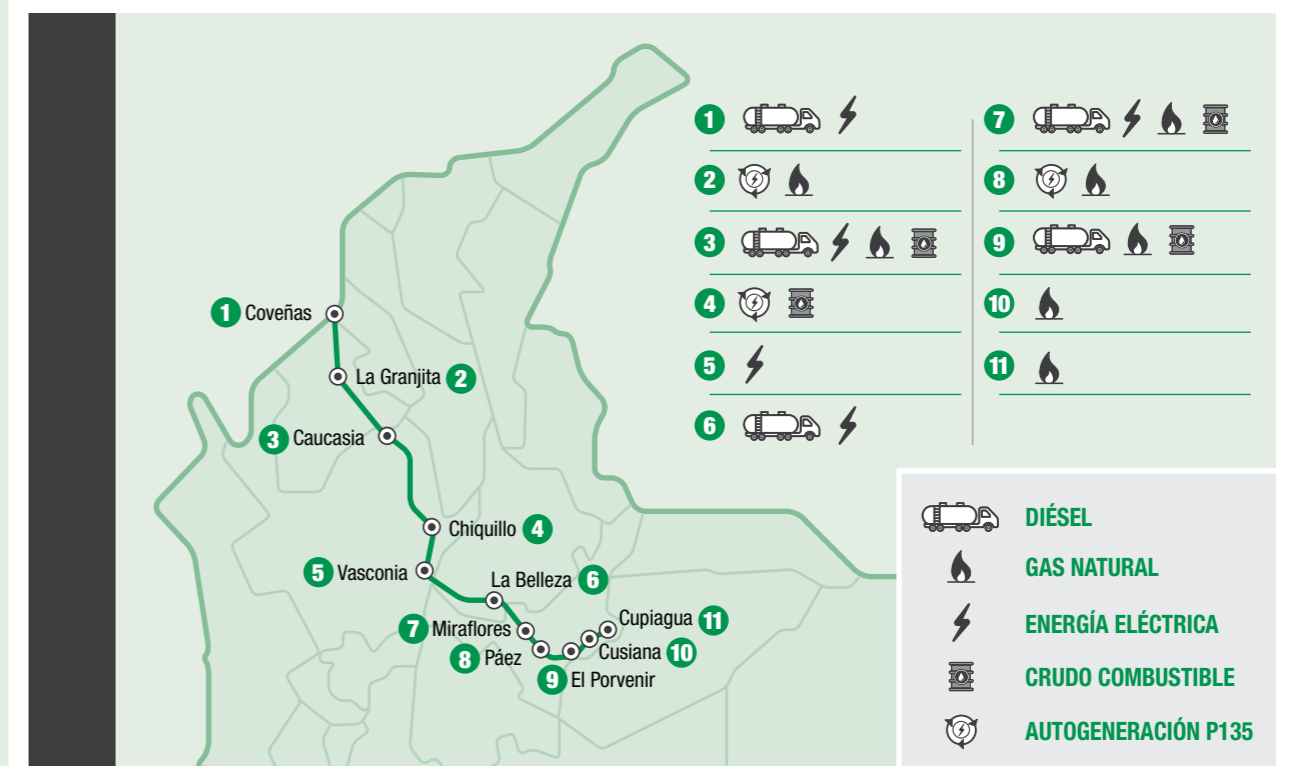 1
7
2
8
3
9
4
10
5
11
6
1 Coveñas
La Granjita 2
3 Caucasia
Chiquillo 4
5 Vasconia
La Belleza 6
7 Miraflores
Cupiagua 11
8 Páez
Cusiana 10
9 El Porvenir
DIÉSEL
GAS NATURAL
ENERGÍA ELÉCTRICA
CRUDO COMBUSTIBLE
AUTOGENERACIÓN P135